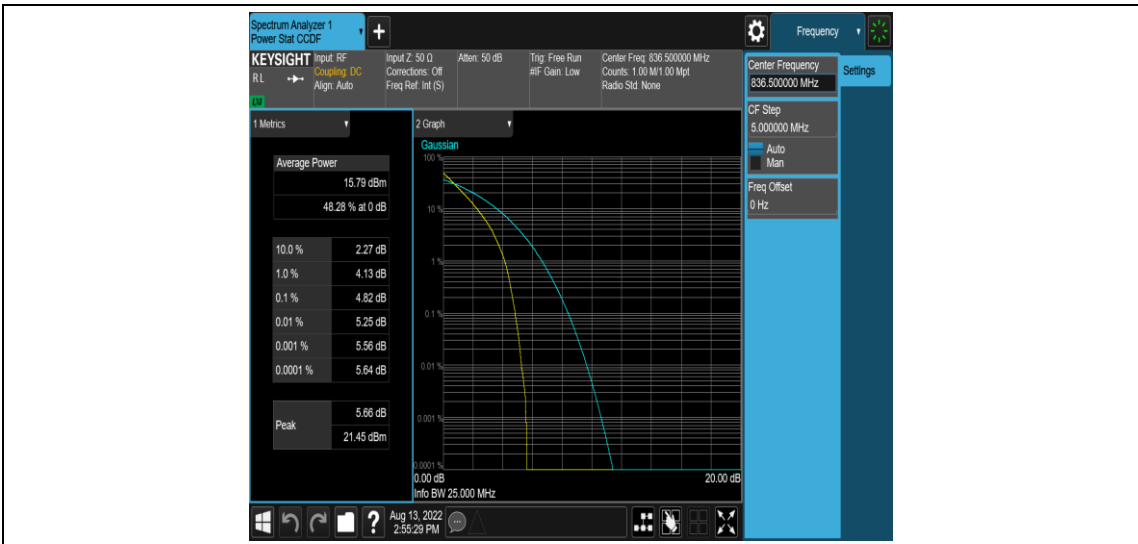 Spectrum Analyzer 1
Power Stat CCDF
+
Frequency
KEYSIGHT
RL
LXI
Input: RF
Coupling: DC
Align: Auto
Input Z: 50 Ω
Corrections: Off
Freq Ref: Int (S)
Atten: 50 dB
Trig: Free Run
#IF Gain: Low
Center Freq: 836.500000 MHz
Counts: 1.00 M/1.00 Mpt
Radio Std: None
Center Frequency
836.500000 MHz
Settings
CF Step
5.000000 MHz
Auto
Man
Freq Offset
0 Hz
1 Metrics
Average Power
15.79 dBm
48.28 % at 0 dB
10.0 % 2.27 dB
1.0 % 4.13 dB
0.1 % 4.82 dB
0.01 % 5.25 dB
0.001 % 5.56 dB
0.0001 % 5.64 dB
Peak
5.66 dB
21.45 dBm
2 Graph
Gaussian
100 %
10 %
1 %
0.1 %
0.01 %
0.001 %
0.0001 %
0.00 dB 20.00 dB
Info BW 25.000 MHz
?
Aug 13, 2022
2:55:29 PM